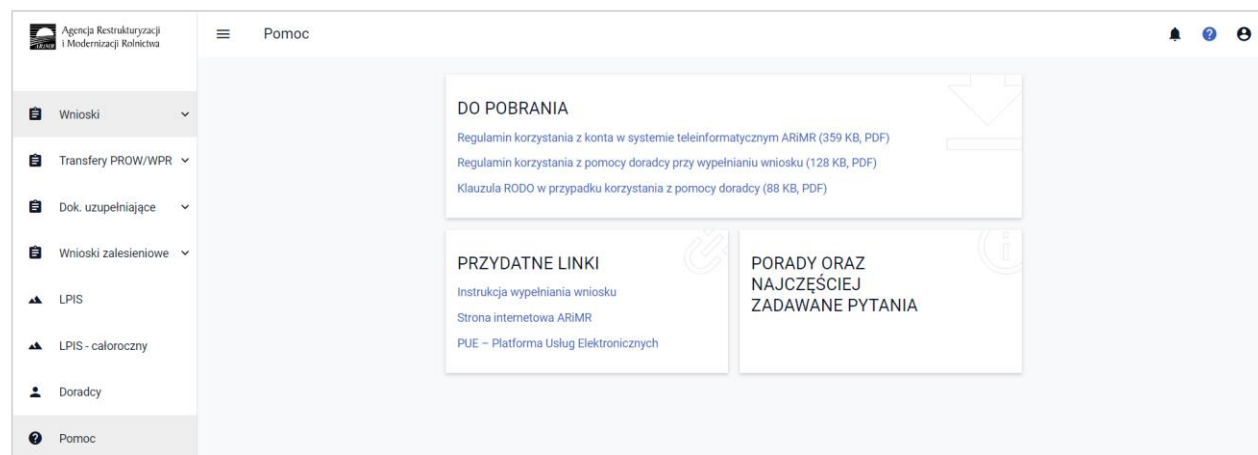 Agencja Restrukturyzacji
i Modernizacji Rolnictwa
ARiMR
Pomoc
Wnioski
Transfery PROW/WPR
Dok. uzupełniające
Wnioski zalesieniowe
LPIS
LPIS - całoroczny
Doradcy
Pomoc
DO POBRANIA
Regulamin korzystania z konta w systemie teleinformatycznym ARiMR (359 KB, PDF)
Regulamin korzystania z pomocy doradcy przy wypełnianiu wniosku (128 KB, PDF)
Klauzula RODO w przypadku korzystania z pomocy doradcy (88 KB, PDF)
PRZYDATNE LINKI
Instrukcja wypełniania wniosku
Strona internetowa ARiMR
PUE – Platforma Usług Elektronicznych
PORADY ORAZ
NAJCZĘŚCIEJ
ZADAWANE PYTANIA